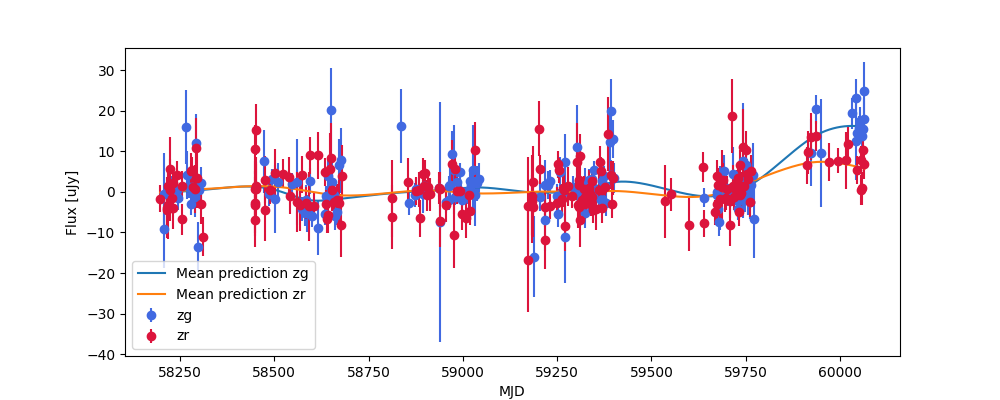 30
20
10
0
−10
−20
−30
−40
Flux [uJy]
Mean prediction zg
Mean prediction zr
zg
zr
58250 58500 58750 59000 59250 59500 59750 60000
MJD